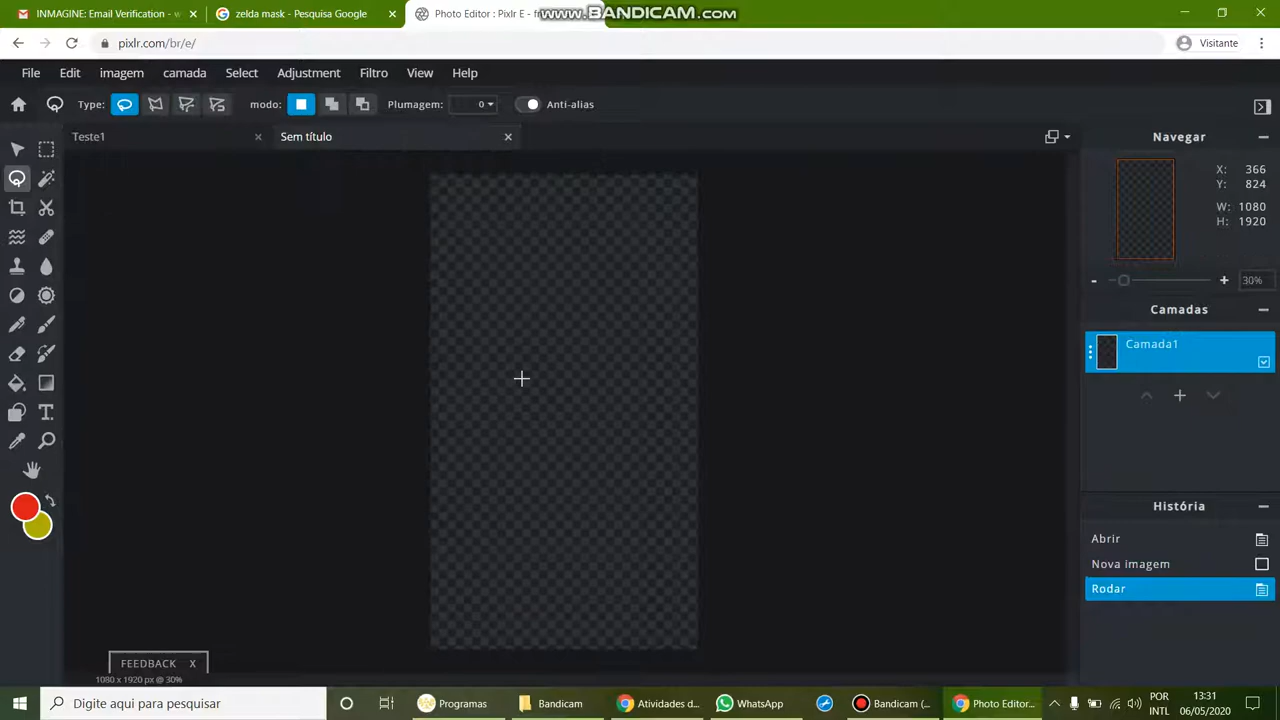 INMAGINE: Email Verification - w
zelda mask - Pesquisa Google
Photo Editor : Pixlr E - fr
www.BANDICAM.com
pixlr.com/br/e/
Visitante
File Edit imagem camada Select Adjustment Filtro View Help
Type: modo: Plumagem: 0 Anti-alias
Teste1
Sem título
Navegar
X: 366
Y: 824
W: 1080
H: 1920
- + 30%
Camadas
Camada1
História
Abrir
Nova imagem
Rodar
FEEDBACK X
1080 x 1920 px @ 30%
Digite aqui para pesquisar
Programas
Bandicam
Atividades d...
WhatsApp
Bandicam (...
Photo Editor...
POR
INTL
13:31
06/05/2020